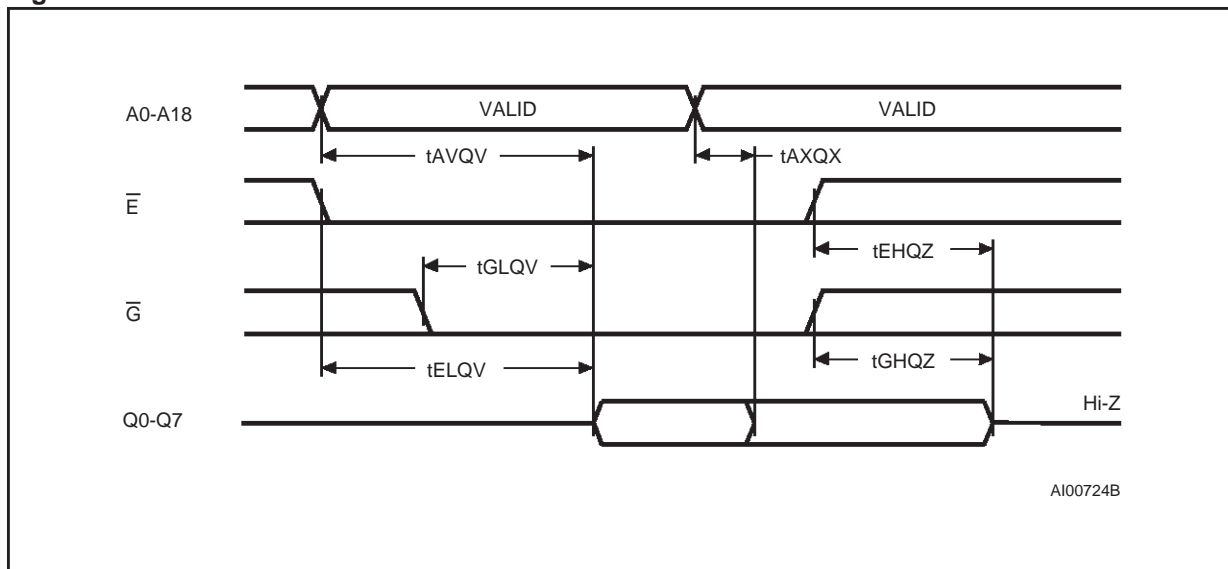 A0-A18
VALID
VALID
tAVQV
tAXQX
E̅
tEHQZ
tGLQV
G̅
tELQV
tGHQZ
Q0-Q7
Hi-Z
AI00724B